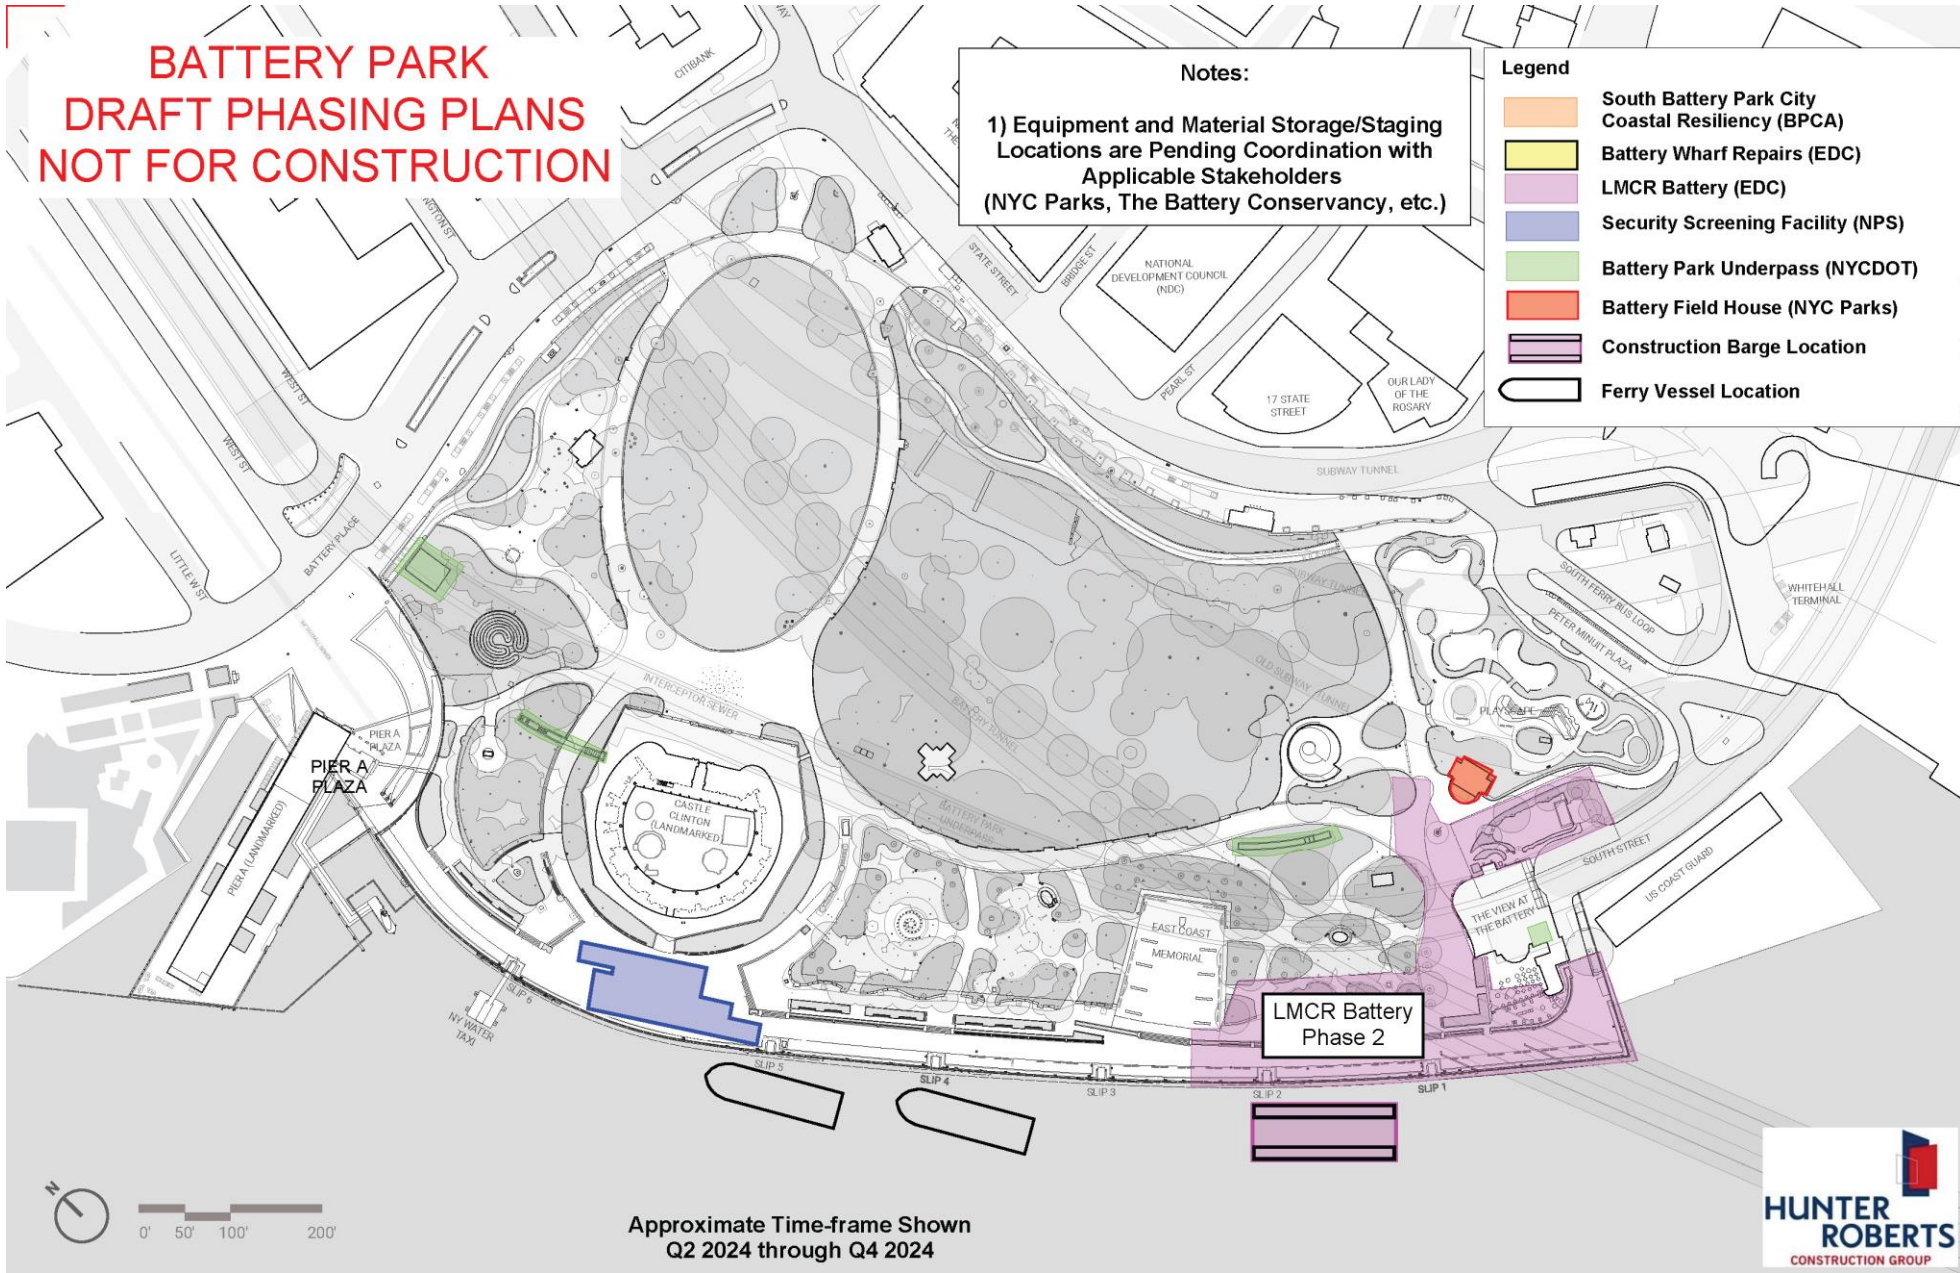 BATTERY PARK
DRAFT PHASING PLANS
NOT FOR CONSTRUCTION
Notes:
1) Equipment and Material Storage/Staging
Locations are Pending Coordination with
Applicable Stakeholders
(NYC Parks, The Battery Conservancy, etc.)
Legend
South Battery Park City
Coastal Resiliency (BPCA)
Battery Wharf Repairs (EDC)
LMCR Battery (EDC)
Security Screening Facility (NPS)
Battery Park Underpass (NYCDOT)
Battery Field House (NYC Parks)
Construction Barge Location
Ferry Vessel Location
CITIBANK
STATE STREET
BRIDGE ST
NATIONAL
DEVELOPMENT COUNCIL
(NDC)
PEARL ST
17 STATE
STREET
OUR LADY
OF THE
ROSARY
SUBWAY TUNNEL
WEST ST
WEST ST
LITTLE W ST
BATTERY PLACE
SUBWAY TUNNEL
SOUTH FERRY BUS LOOP
PETER MINUIT PLAZA
WHITEHALL
TERMINAL
OLD SUBWAY TUNNEL
INTERCEPTOR SEWER
BATTERY TUNNEL
PLAYSCAPE
PIER A
PLAZA
PIER A
PLAZA
PIER A (LANDMARKED)
CASTLE
CLINTON
(LANDMARKED)
BATTERY PARK
UNDERPASS
SOUTH STREET
US COAST GUARD
THE VIEW AT
THE BATTERY
EAST COAST
MEMORIAL
LMCR Battery
Phase 2
SLIP 6
NY WATER
TAXI
SLIP 5
SLIP 4
SLIP 3
SLIP 2
SLIP 1
N
0' 50' 100' 200'
Approximate Time-frame Shown
Q2 2024 through Q4 2024
HUNTER
ROBERTS
CONSTRUCTION GROUP